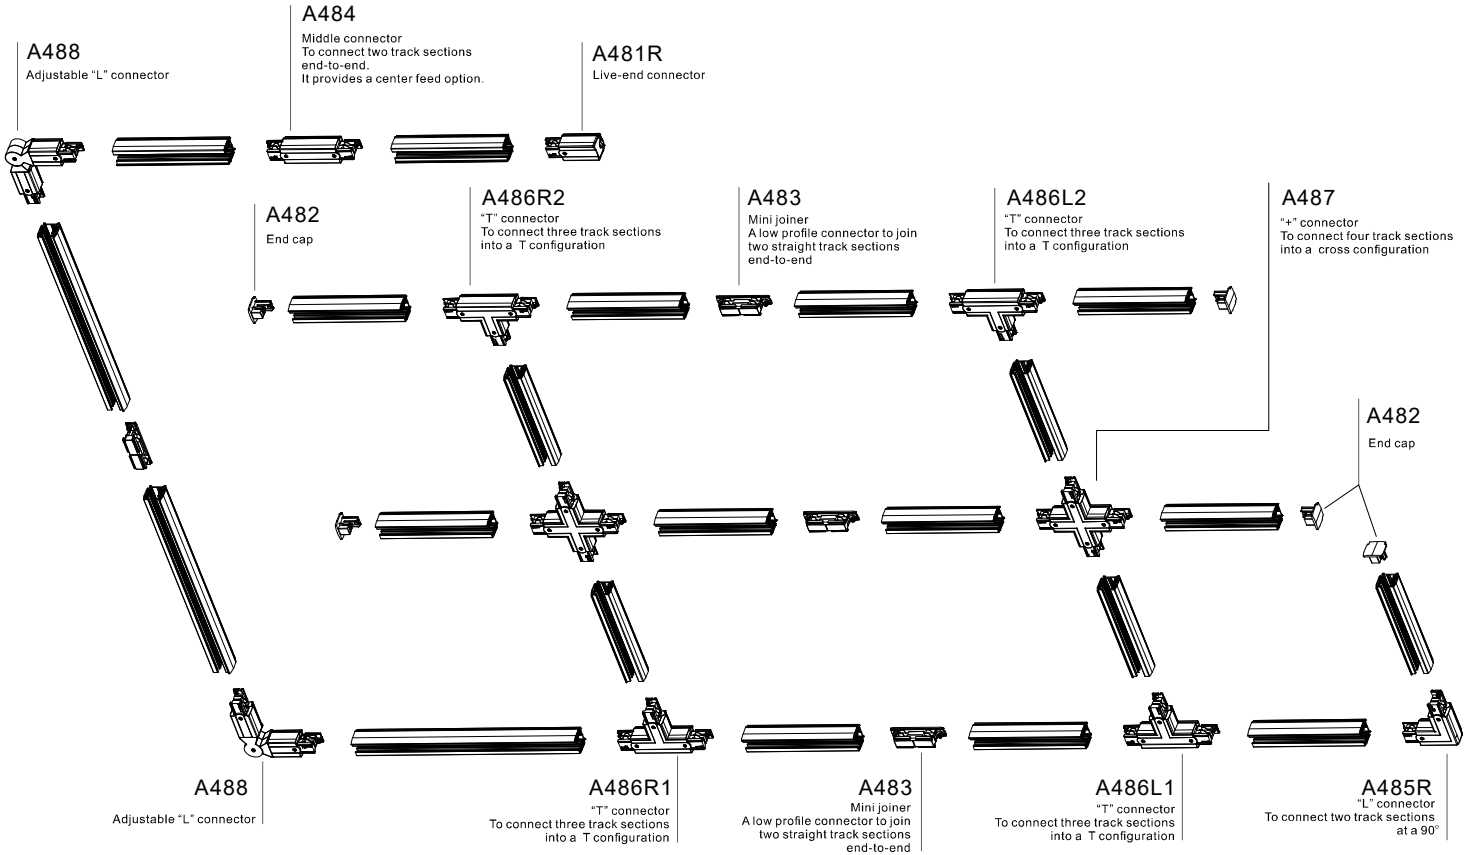 A484
Middle connector
To connect two track sections
end-to-end.
It provides a center feed option.
A488
Adjustable “L” connector
A481R
Live-end connector
A482
End cap
A486R2
“T” connector
To connect three track sections
into a T configuration
A483
Mini joiner
A low profile connector to join
two straight track sections
end-to-end
A486L2
“T” connector
To connect three track sections
into a T configuration
A487
“+” connector
To connect four track sections
into a cross configuration
A482
End cap
A488
Adjustable “L” connector
A486R1
“T” connector
To connect three track sections
into a T configuration
A483
Mini joiner
A low profile connector to join
two straight track sections
end-to-end
A486L1
“T” connector
To connect three track sections
into a T configuration
A485R
“L” connector
To connect two track sections
at a 90°